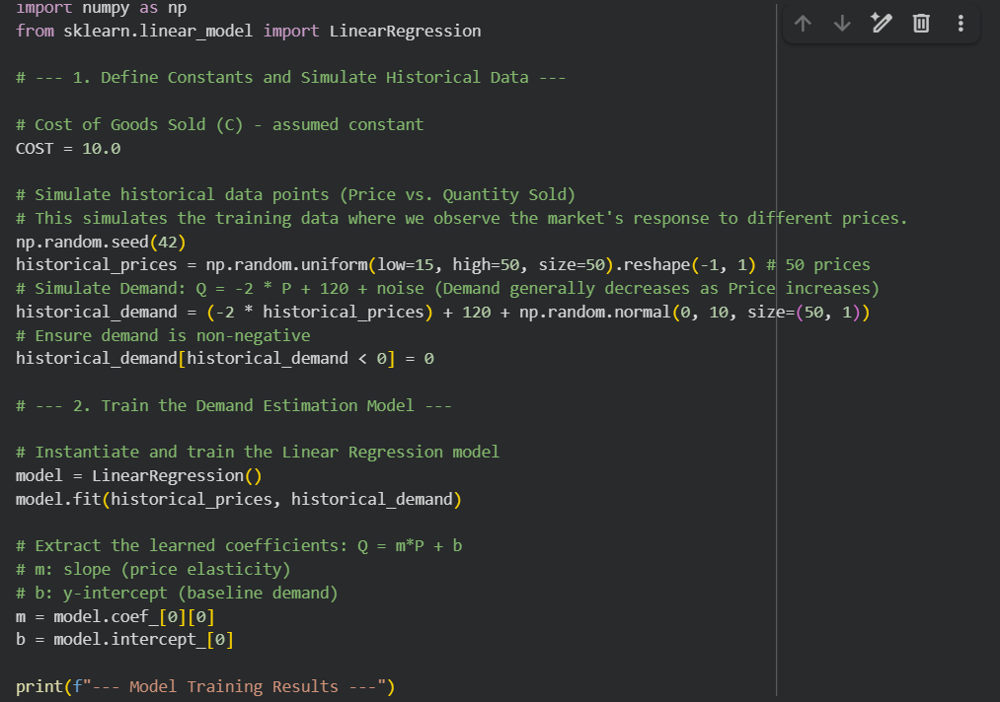 import numpy as np
from sklearn.linear_model import LinearRegression
# --- 1. Define Constants and Simulate Historical Data ---
# Cost of Goods Sold (C) - assumed constant
COST = 10.0
# Simulate historical data points (Price vs. Quantity Sold)
# This simulates the training data where we observe the market's response to different prices.
np.random.seed(42)
historical_prices = np.random.uniform(low=15, high=50, size=50).reshape(-1, 1) # 50 prices
# Simulate Demand: Q = -2 * P + 120 + noise (Demand generally decreases as Price increases)
historical_demand = (-2 * historical_prices) + 120 + np.random.normal(0, 10, size=(50, 1))
# Ensure demand is non-negative
historical_demand[historical_demand < 0] = 0
# --- 2. Train the Demand Estimation Model ---
# Instantiate and train the Linear Regression model
model = LinearRegression()
model.fit(historical_prices, historical_demand)
# Extract the learned coefficients: Q = m*P + b
# m: slope (price elasticity)
# b: y-intercept (baseline demand)
m = model.coef_[0][0]
b = model.intercept_[0]
print(f"--- Model Training Results ---")